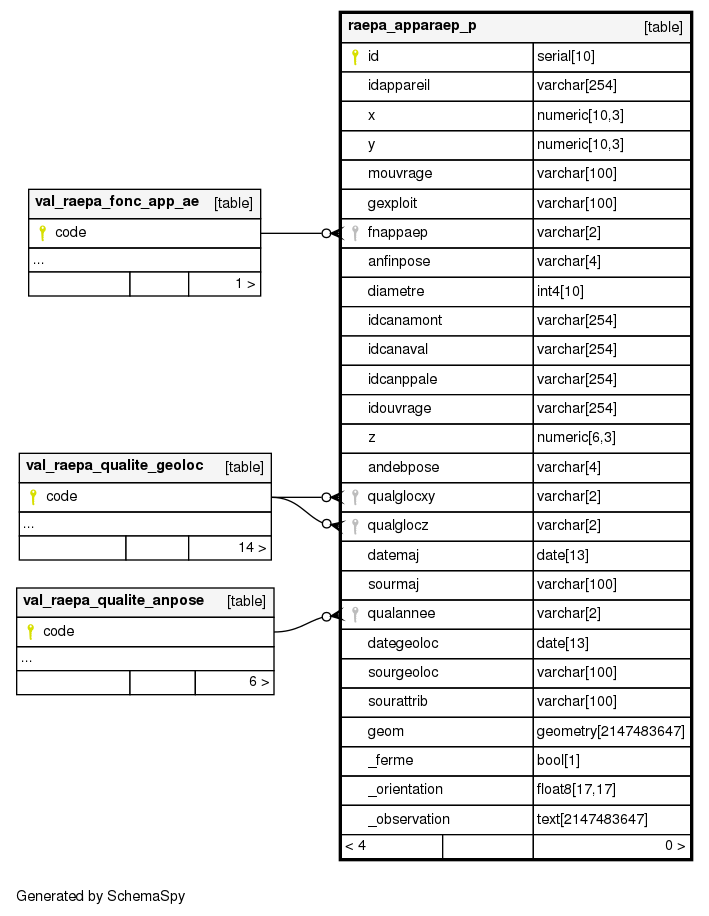 raepa_apparaep_p [table]
id serial[10]
idappareil varchar[254]
x numeric[10,3]
y numeric[10,3]
mouvrage varchar[100]
gexploit varchar[100]
fnappaep varchar[2]
anfinpose varchar[4]
diametre int4[10]
idcanamont varchar[254]
idcanaval varchar[254]
idcanppale varchar[254]
idouvrage varchar[254]
z numeric[6,3]
andebpose varchar[4]
qualglocxy varchar[2]
qualglocz varchar[2]
datemaj date[13]
sourmaj varchar[100]
qualannee varchar[2]
dategeoloc date[13]
sourgeoloc varchar[100]
sourattrib varchar[100]
geom geometry[2147483647]
_ferme bool[1]
_orientation float8[17,17]
_observation text[2147483647]
< 4 0 >
val_raepa_fonc_app_ae [table]
code
...
1 >
val_raepa_qualite_geoloc [table]
code
...
14 >
val_raepa_qualite_anpose [table]
code
...
6 >
Generated by SchemaSpy